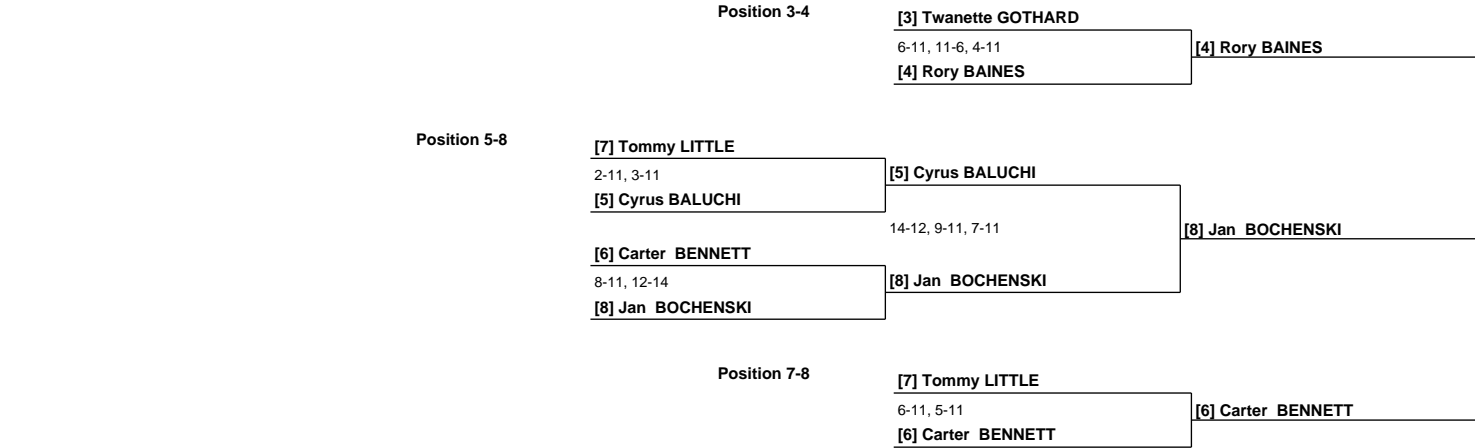 Position 3-4
[3] Twanette GOTHARD
6-11, 11-6, 4-11
[4] Rory BAINES
[4] Rory BAINES
Position 5-8
[7] Tommy LITTLE
2-11, 3-11
[5] Cyrus BALUCHI
[5] Cyrus BALUCHI
14-12, 9-11, 7-11
[8] Jan  BOCHENSKI
[6] Carter  BENNETT
8-11, 12-14
[8] Jan  BOCHENSKI
[8] Jan  BOCHENSKI
Position 7-8
[7] Tommy LITTLE
6-11, 5-11
[6] Carter  BENNETT
[6] Carter  BENNETT